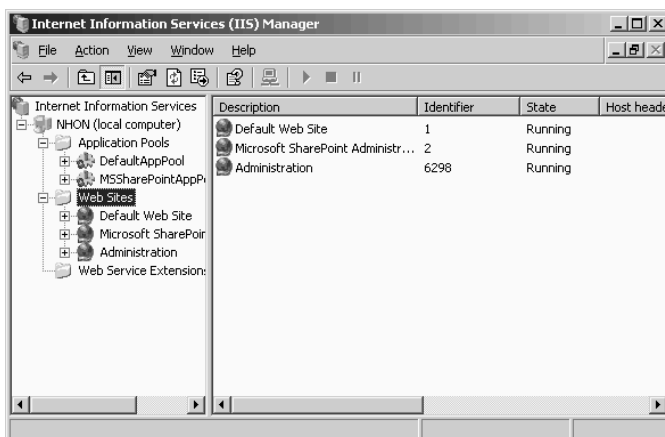 Internet Information Services (IIS) Manager
File Action View Window Help
Internet Information Services
NHON (local computer)
Application Pools
DefaultAppPool
MSSharePointAppP
Web Sites
Default Web Site
Microsoft SharePoir
Administration
Web Service Extension:
Description Identifier State Host heade
Default Web Site 1 Running
Microsoft SharePoint Administr... 2 Running
Administration 6298 Running